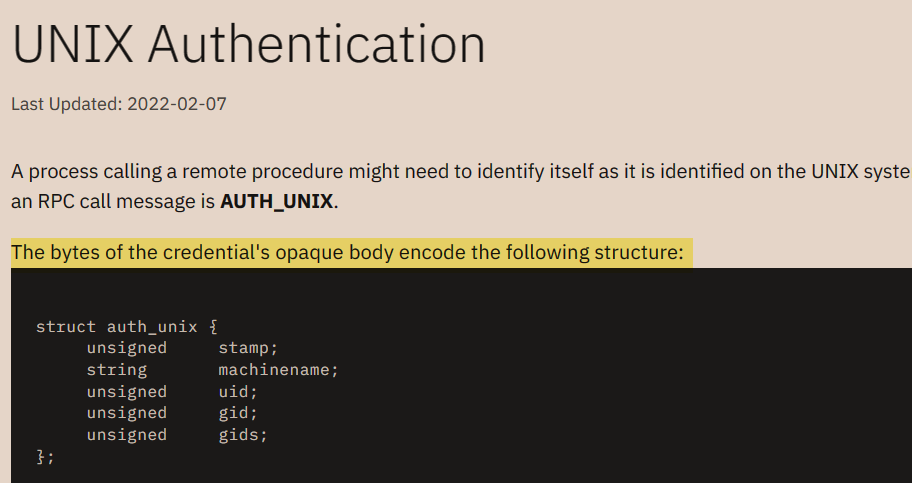 UNIX Authentication
Last Updated: 2022-02-07
A process calling a remote procedure might need to identify itself as it is identified on the UNIX syste
an RPC call message is AUTH_UNIX.
The bytes of the credential's opaque body encode the following structure:
struct auth_unix {
unsigned stamp;
string machinename;
unsigned uid;
unsigned gid;
unsigned gids;
};